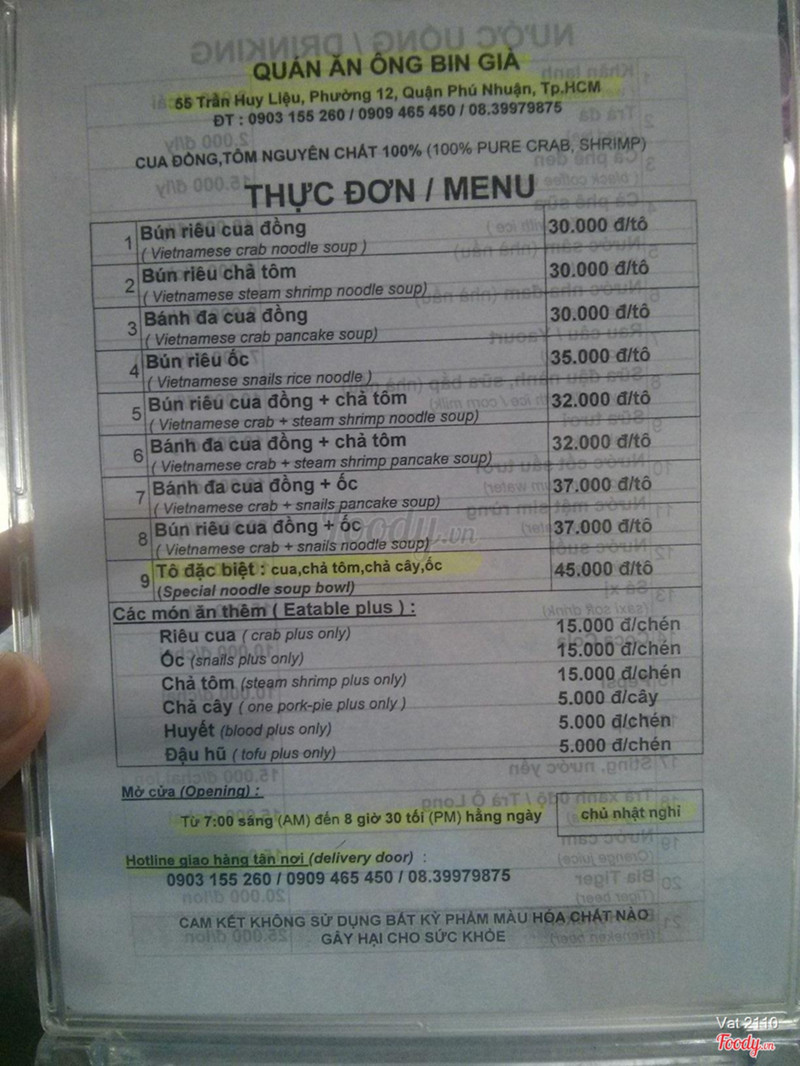 QUÁN ĂN ÔNG BIN GIÀ
55 Trần Huy Liệu, Phường 12, Quận Phú Nhuận, Tp.HCM
ĐT : 0903 155 260 / 0909 465 450 / 08.39979875
CUA ĐỒNG,TÔM NGUYÊN CHẤT 100% (100% PURE CRAB, SHRIMP)
THỰC ĐƠN / MENU
1 Bún riêu cua đồng 30.000 đ/tô
( Vietnamese crab noodle soup )
2 Bún riêu chả tôm 30.000 đ/tô
( Vietnamese steam shrimp noodle soup)
3 Bánh đa cua đồng 30.000 đ/tô
( Vietnamese crab pancake soup)
4 Bún riêu ốc 35.000 đ/tô
( Vietnamese snails rice noodle )
5 Bún riêu cua đồng + chả tôm 32.000 đ/tô
( Vietnamese crab + steam shrimp noodle soup)
6 Bánh đa cua đồng + chả tôm 32.000 đ/tô
( Vietnamese crab + steam shrimp pancake soup)
7 Bánh đa cua đồng + ốc 37.000 đ/tô
( Vietnamese crab + snails pancake soup)
8 Bún riêu cua đồng + ốc 37.000 đ/tô
( Vietnamese crab + snails noodle soup)
9 Tô đặc biệt : cua,chả tôm,chả cây,ốc 45.000 đ/tô
(Special noodle soup bowl)
Các món ăn thêm ( Eatable plus ) :
Riêu cua ( crab plus only) 15.000 đ/chén
Ốc (snails plus only) 15.000 đ/chén
Chả tôm (steam shrimp plus only) 15.000 đ/chén
Chả cây ( one pork-pie plus only ) 5.000 đ/cây
Huyết (blood plus only) 5.000 đ/chén
Đậu hũ ( tofu plus only) 5.000 đ/chén
Mở cửa (Opening) :
Từ 7:00 sáng (AM) đến 8 giờ 30 tối (PM) hằng ngày chủ nhật nghỉ
Hotline giao hàng tận nơi (delivery door) :
0903 155 260 / 0909 465 450 / 08.39979875
CAM KẾT KHÔNG SỬ DỤNG BẤT KỲ PHẨM MÀU HÓA CHẤT NÀO
GÂY HẠI CHO SỨC KHỎE
foody.vn
Vat 2110
Foody.vn